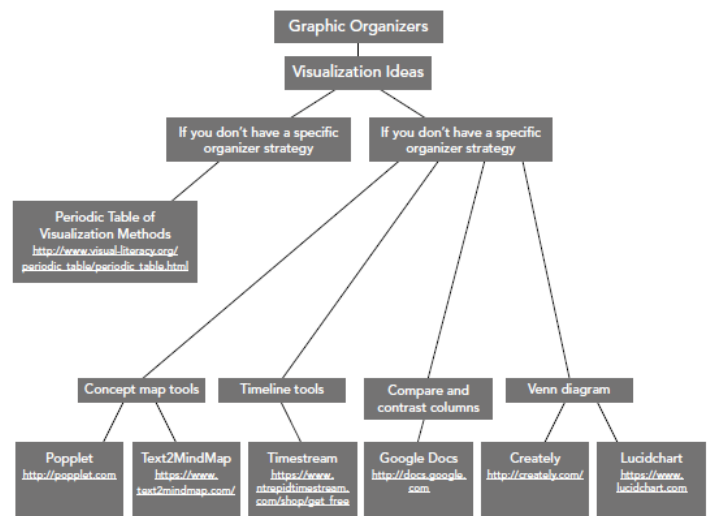 Graphic Organizers
Visualization Ideas
If you don't have a specific
organizer strategy
If you don't have a specific
organizer strategy
Periodic Table of
Visualization Methods
http://www.visual-literacy.org/
periodic_table/periodic_table.html
Concept map tools
Timeline tools
Compare and
contrast columns
Venn diagram
Popplet
http://popplet.com
Text2MindMap
https://www.
text2mindmap.com/
Timestream
https://www.
ntrepidtimestream.
com/shop/get_free
Google Docs
http://docs.google.
com
Creately
http://creately.com/
Lucidchart
https://www.
lucidchart.com